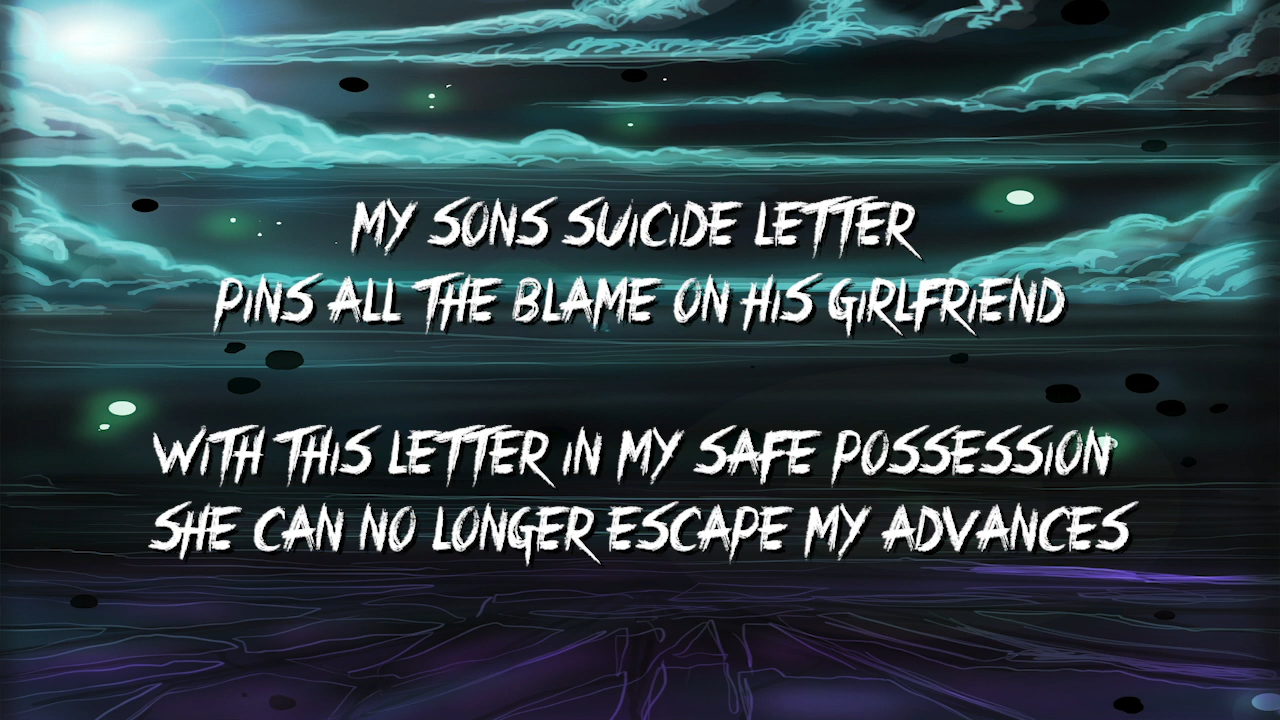 MY SONS SUiCiDE LETTER
PiNS ALL THE BLAME ON HiS GiRLFRiEND
WiTH THiS LETTER iN MY SAFE POSSESSiON
SHE CAN NO LONGER ESCAPE MY ADVANCES